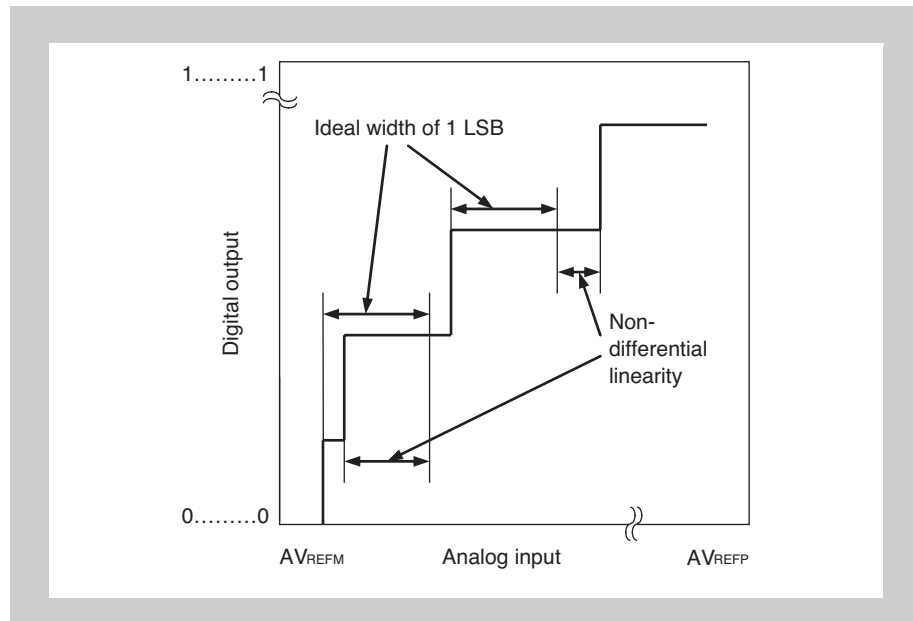 1.........1
Ideal width of 1 LSB
Digital output
Non-
differential
linearity
0.........0
AVREFM
Analog input
AVREFP